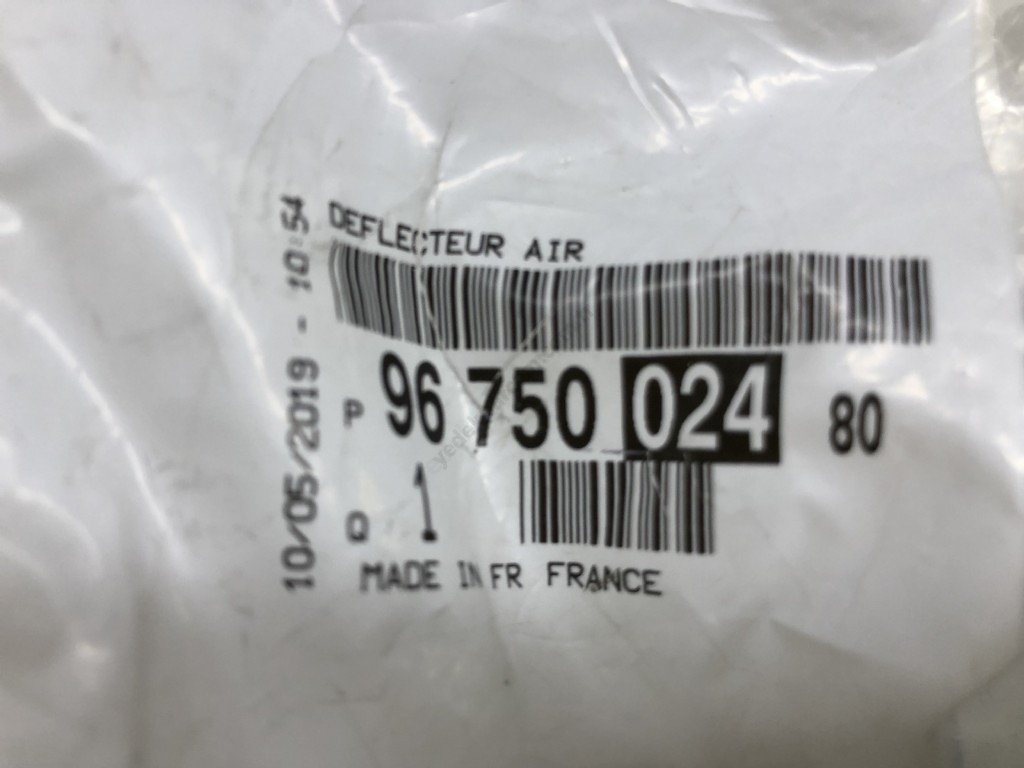 10/05/2019 - 10:54
DEFLECTEUR AIR
P 96 750 024 80
Q 1
MADE IN FR FRANCE